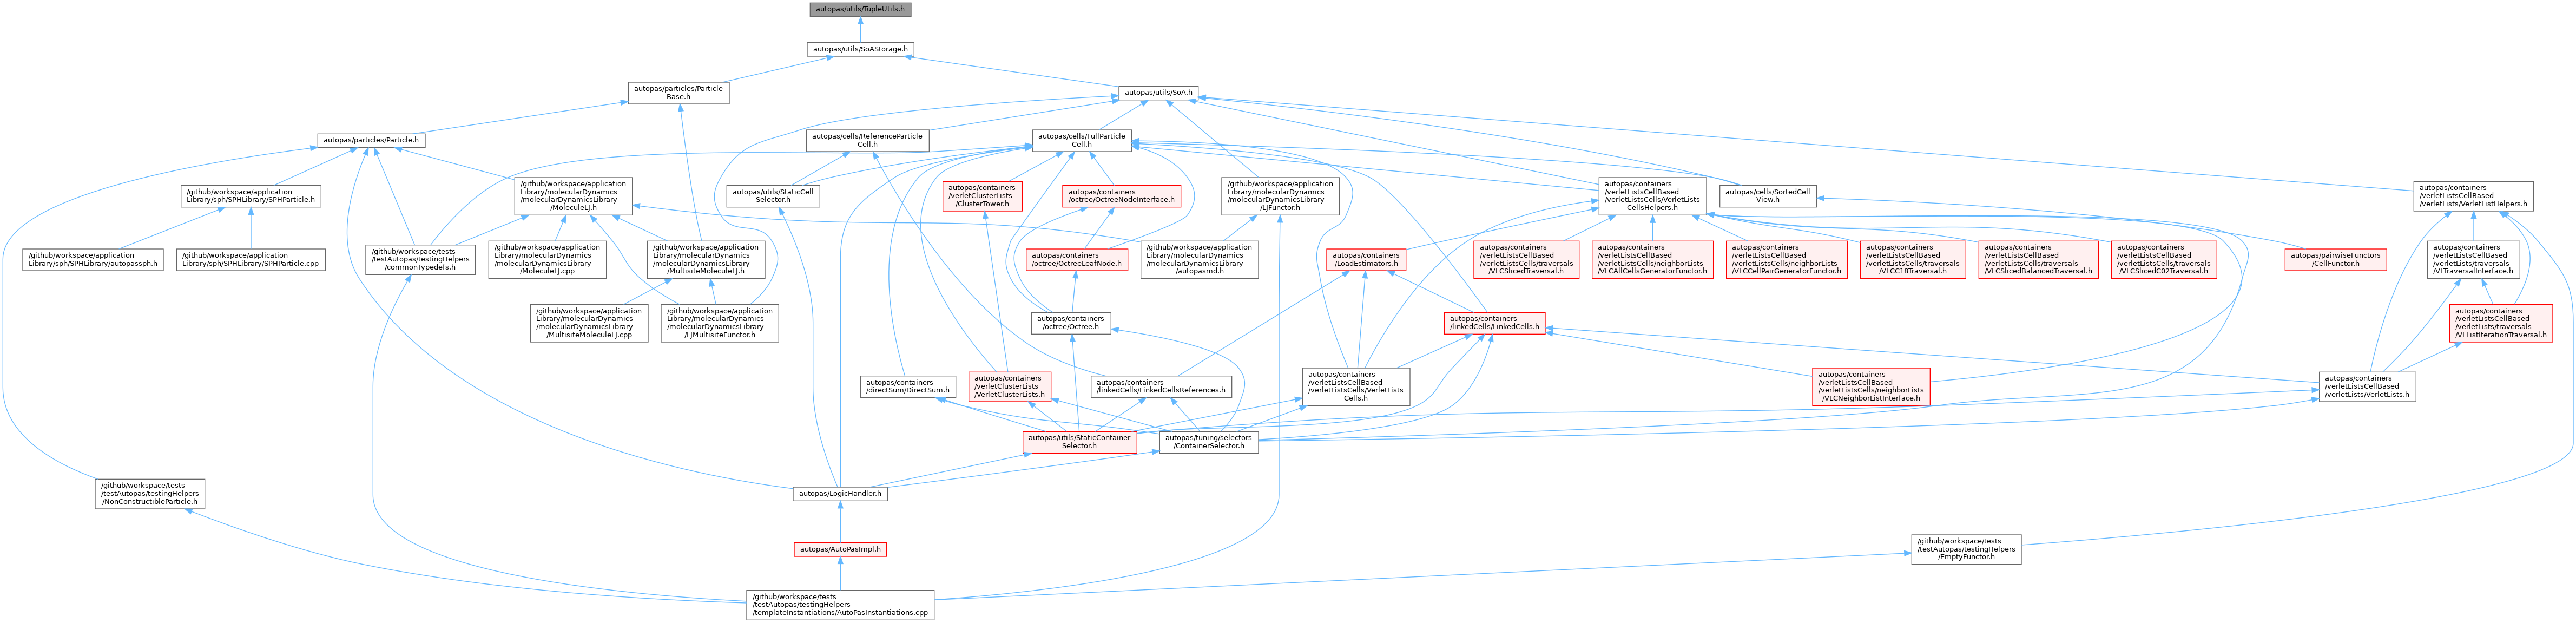 autopas/utils/TupleUtils.h
autopas/utils/SoAStorage.h
autopas/particles/Particle
Base.h
autopas/utils/SoA.h
autopas/particles/Particle.h
autopas/cells/ReferenceParticle
Cell.h
autopas/cells/FullParticle
Cell.h
/github/workspace/application
Library/sph/SPHLibrary/SPHParticle.h
/github/workspace/application
Library/molecularDynamics
/molecularDynamicsLibrary
/MoleculeLJ.h
autopas/utils/StaticCell
Selector.h
autopas/containers
/verletClusterLists
/ClusterTower.h
autopas/containers
/octree/OctreeNodeInterface.h
/github/workspace/application
Library/molecularDynamics
/molecularDynamicsLibrary
/LJFunctor.h
autopas/containers
/verletListsCellBased
/verletListsCells/VerletLists
CellsHelpers.h
autopas/cells/SortedCell
View.h
autopas/containers
/verletListsCellBased
/verletLists/VerletListHelpers.h
/github/workspace/application
Library/sph/SPHLibrary/autopassph.h
/github/workspace/application
Library/sph/SPHLibrary/SPHParticle.cpp
/github/workspace/tests
/testAutopas/testingHelpers
/commonTypedefs.h
/github/workspace/application
Library/molecularDynamics
/molecularDynamicsLibrary
/MoleculeLJ.cpp
/github/workspace/application
Library/molecularDynamics
/molecularDynamicsLibrary
/MultisiteMoleculeLJ.h
autopas/containers
/octree/OctreeLeafNode.h
/github/workspace/application
Library/molecularDynamics
/molecularDynamicsLibrary
/autopasmd.h
autopas/containers
/LoadEstimators.h
autopas/containers
/verletListsCellBased
/verletListsCells/traversals
/VLCSlicedTraversal.h
autopas/containers
/verletListsCellBased
/verletListsCells/neighborLists
/VLCAllCellsGeneratorFunctor.h
autopas/containers
/verletListsCellBased
/verletListsCells/neighborLists
/VLCCellPairGeneratorFunctor.h
autopas/containers
/verletListsCellBased
/verletListsCells/traversals
/VLCC18Traversal.h
autopas/containers
/verletListsCellBased
/verletListsCells/traversals
/VLCSlicedBalancedTraversal.h
autopas/containers
/verletListsCellBased
/verletListsCells/traversals
/VLCSlicedC02Traversal.h
autopas/pairwiseFunctors
/CellFunctor.h
autopas/containers
/verletListsCellBased
/verletLists/traversals
/VLTraversalInterface.h
/github/workspace/application
Library/molecularDynamics
/molecularDynamicsLibrary
/MultisiteMoleculeLJ.cpp
/github/workspace/application
Library/molecularDynamics
/molecularDynamicsLibrary
/LJMultisiteFunctor.h
autopas/containers
/octree/Octree.h
autopas/containers
/linkedCells/LinkedCells.h
autopas/containers
/verletListsCellBased
/verletLists/traversals
/VLListIterationTraversal.h
autopas/containers
/directSum/DirectSum.h
autopas/containers
/verletClusterLists
/VerletClusterLists.h
autopas/containers
/linkedCells/LinkedCellsReferences.h
autopas/containers
/verletListsCellBased
/verletListsCells/VerletLists
Cells.h
autopas/containers
/verletListsCellBased
/verletListsCells/neighborLists
/VLCNeighborListInterface.h
autopas/containers
/verletListsCellBased
/verletLists/VerletLists.h
autopas/utils/StaticContainer
Selector.h
autopas/tuning/selectors
/ContainerSelector.h
/github/workspace/tests
/testAutopas/testingHelpers
/NonConstructibleParticle.h
autopas/LogicHandler.h
autopas/AutoPasImpl.h
/github/workspace/tests
/testAutopas/testingHelpers
/EmptyFunctor.h
/github/workspace/tests
/testAutopas/testingHelpers
/templateInstantiations/AutoPasInstantiations.cpp